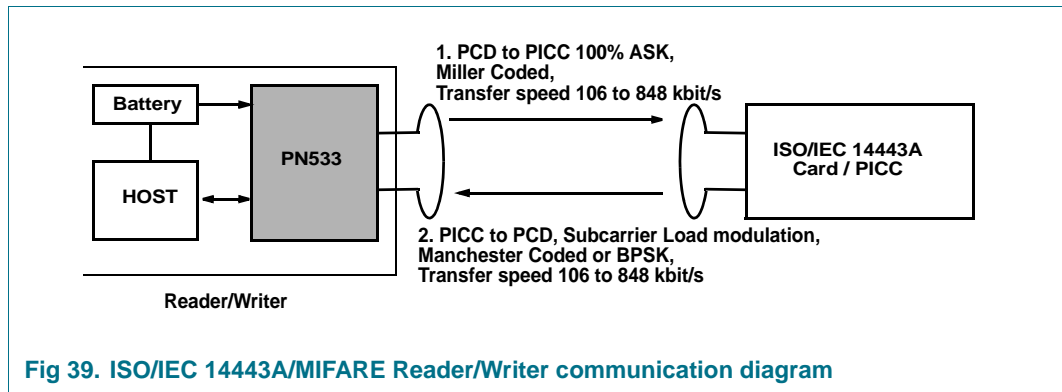 1. PCD to PICC 100% ASK,
Miller Coded,
Transfer speed 106 to 848 kbit/s
Battery
PN533
ISO/IEC 14443A
Card / PICC
HOST
2. PICC to PCD, Subcarrier Load modulation,
Manchester Coded or BPSK,
Transfer speed 106 to 848 kbit/s
Reader/Writer
Fig 39. ISO/IEC 14443A/MIFARE Reader/Writer communication diagram